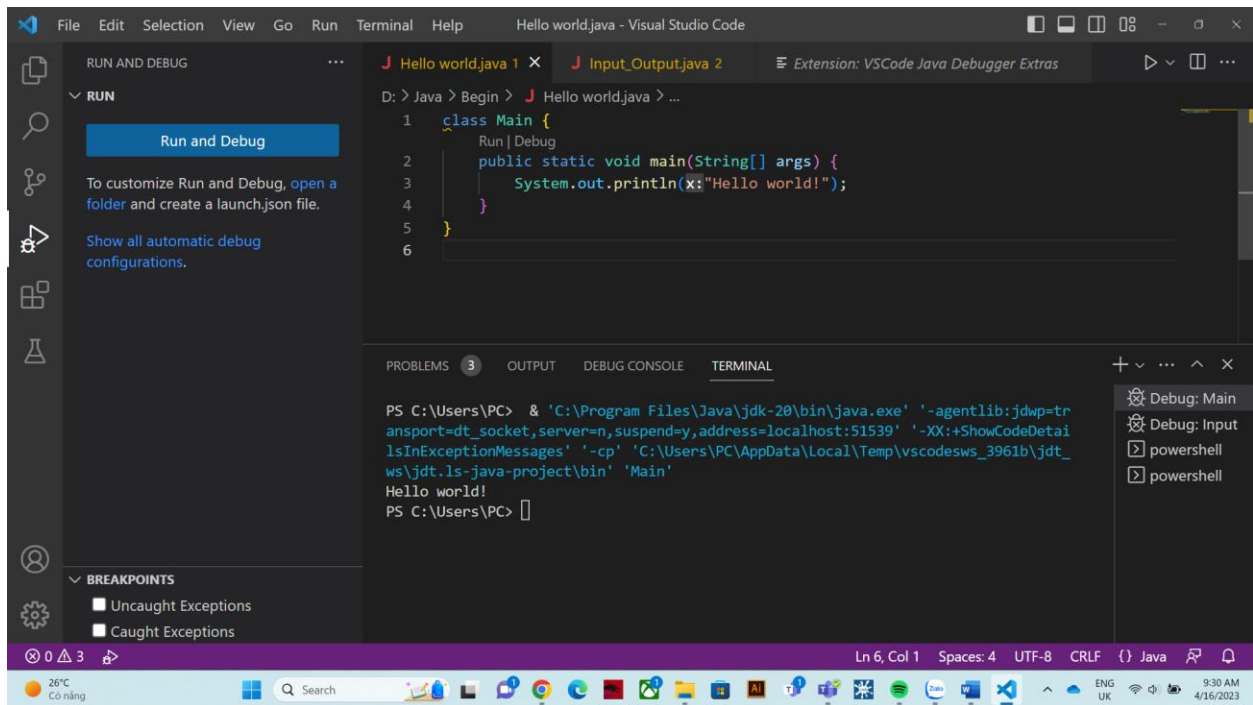 File Edit Selection View Go Run Terminal Help Hello world.java - Visual Studio Code
RUN AND DEBUG
RUN
Run and Debug
To customize Run and Debug, open a
folder and create a launch.json file.
Show all automatic debug
configurations.
Hello world.java 1 Input_Output.java 2 Extension: VSCode Java Debugger Extras
D: > Java > Begin > J Hello world.java > ...
1 class Main {
Run | Debug
2 public static void main(String[] args) {
3 System.out.println(x:"Hello world!");
4 }
5 }
6
PROBLEMS 3 OUTPUT DEBUG CONSOLE TERMINAL
PS C:\Users\PC> & 'C:\Program Files\Java\jdk-20\bin\java.exe' '-agentlib:jdwp=tr
ansport=dt_socket,server=n,suspend=y,address=localhost:51539' '-XX:+ShowCodeDetai
lsInExceptionMessages' '-cp' 'C:\Users\PC\AppData\Local\Temp\vscodesws_3961b\jdt_
ws\jdt.ls-java-project\bin' 'Main'
Hello world!
PS C:\Users\PC>
Debug: Main
Debug: Input
powershell
powershell
BREAKPOINTS
Uncaught Exceptions
Caught Exceptions
0 3 Ln 6, Col 1 Spaces: 4 UTF-8 CRLF {} Java
26°C
Có nắng
Search
ENG
UK
9:30 AM
4/16/2023